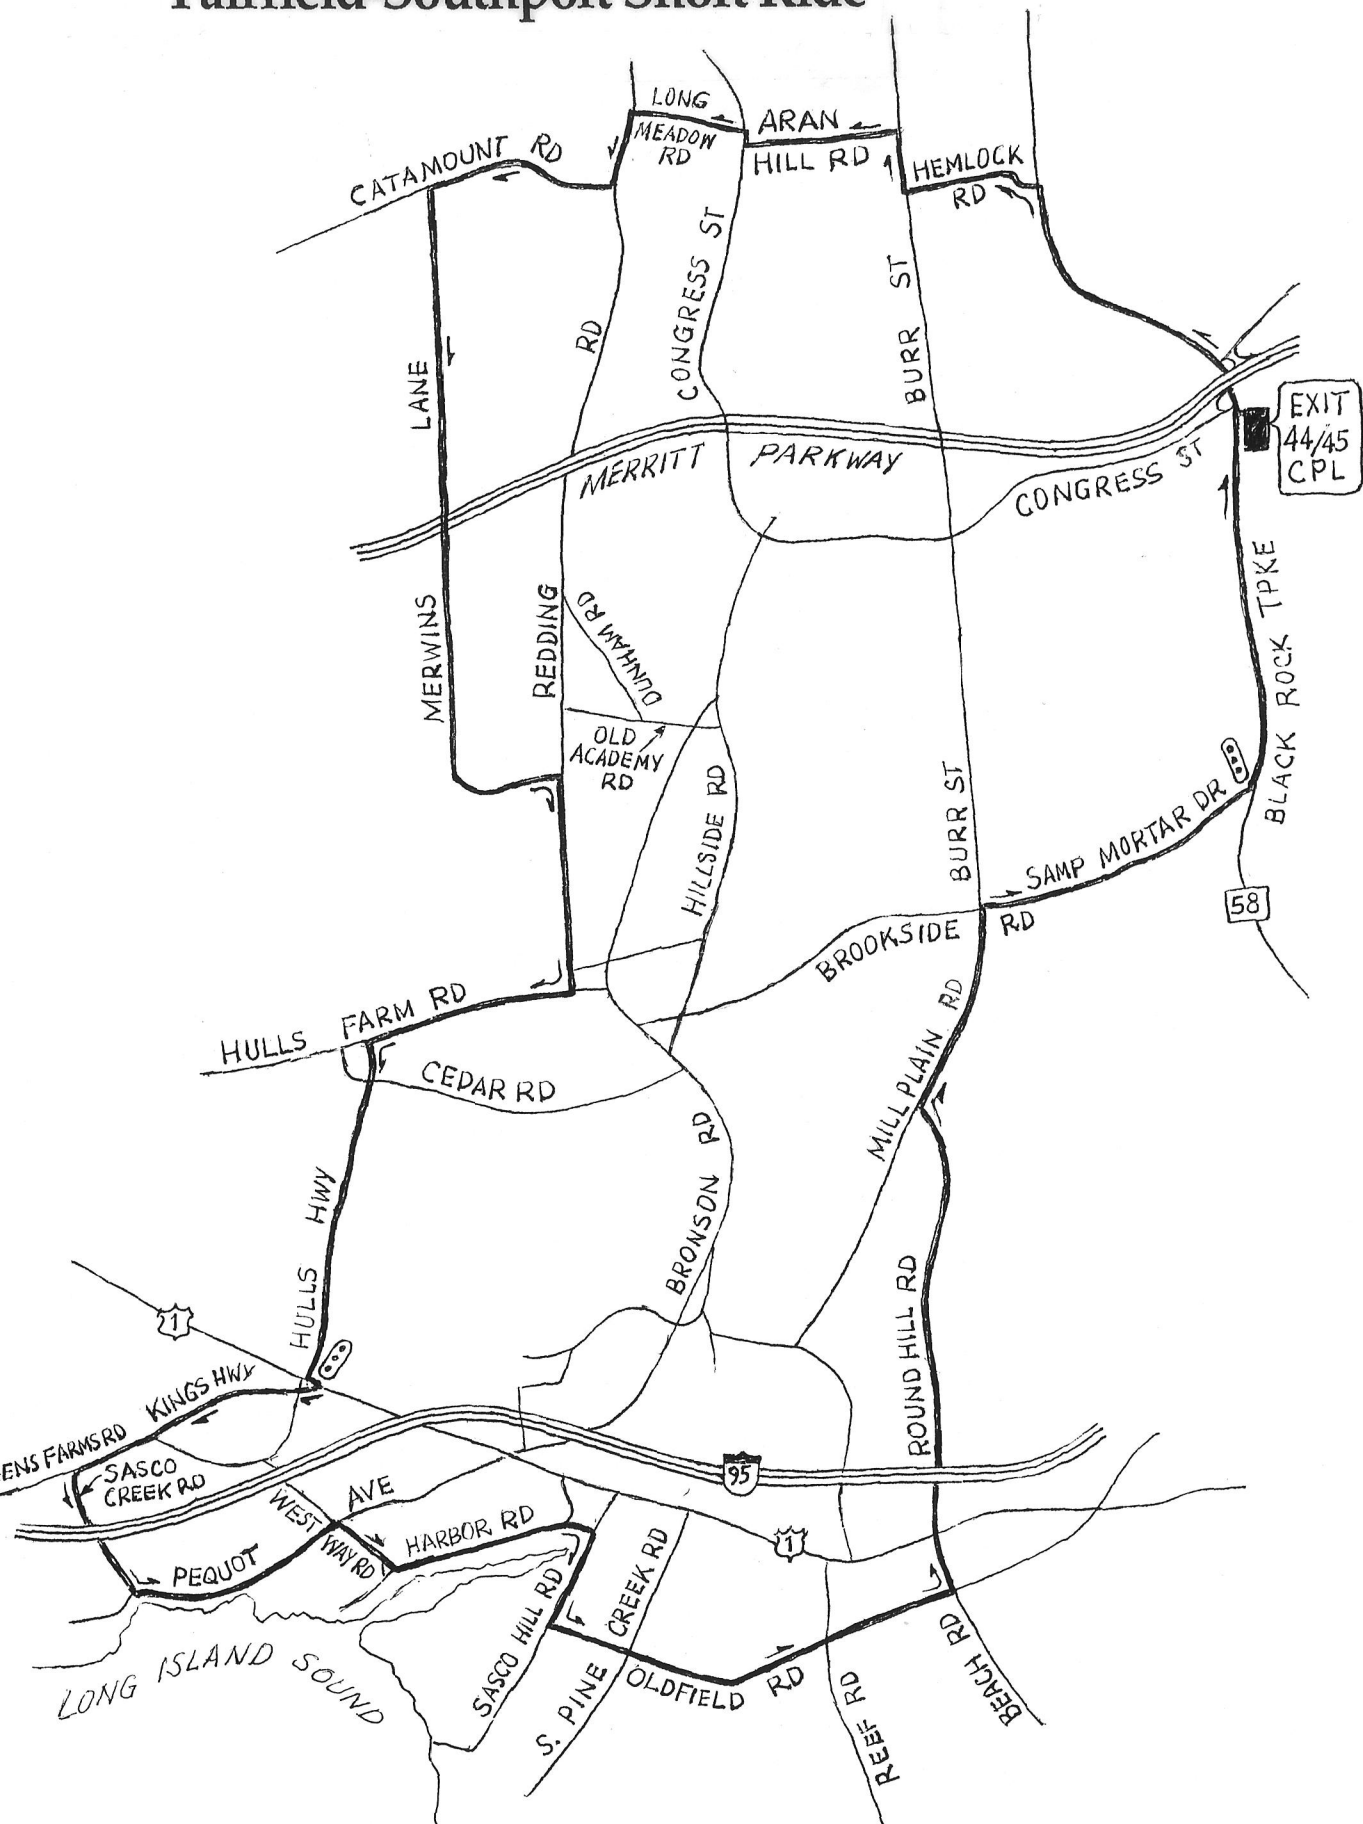 Fairfield-Southport Short Ride
LONG
MEADOW
RD
ARAN
HILL RD
HEMLOCK
RD
CATAMOUNT RD
CONGRESS ST
BURR ST
RD
LANE
EXIT
44/45
CPL
MERRITT PARKWAY
CONGRESS ST
MERWINS
REDDING
DUNHAM RD
OLD
ACADEMY
RD
BLACK ROCK TPKE
HILLSIDE RD
BURR ST
SAMP MORTAR DR
58
BROOKSIDE RD
HULLS FARM RD
CEDAR RD
MILL PLAIN RD
BRONSON RD
HULLS HWY
1
ROUND HILL RD
KINGS HWY
ENS FARMS RD
SASCO
CREEK RD
95
WEST WAY RD
PEQUOT AVE
HARBOR RD
1
SASCO HILL RD
S. PINE CREEK RD
OLDFIELD RD
REEF RD
BEACH RD
LONG ISLAND SOUND